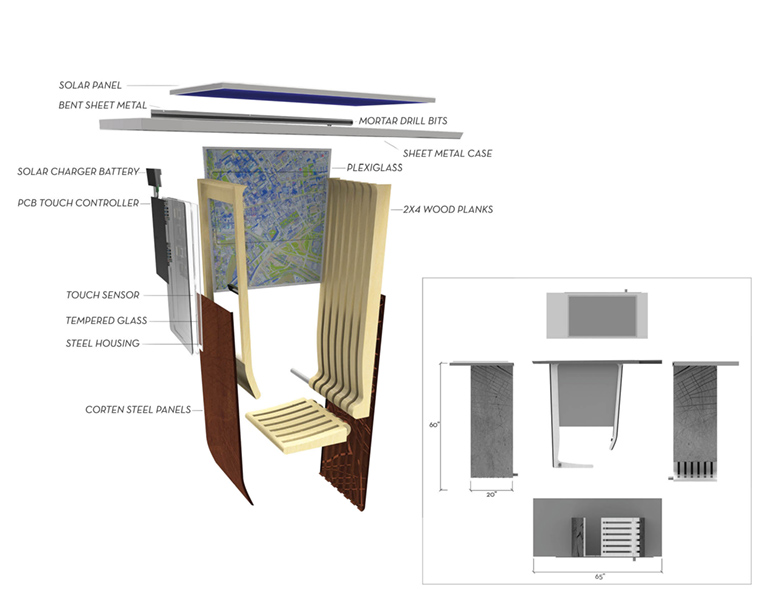 SOLAR PANEL
BENT SHEET METAL
MORTAR DRILL BITS
SHEET METAL CASE
SOLAR CHARGER BATTERY
PLEXIGLASS
PCB TOUCH CONTROLLER
2X4 WOOD PLANKS
TOUCH SENSOR
TEMPERED GLASS
STEEL HOUSING
CORTEN STEEL PANELS
60"
20"
65"